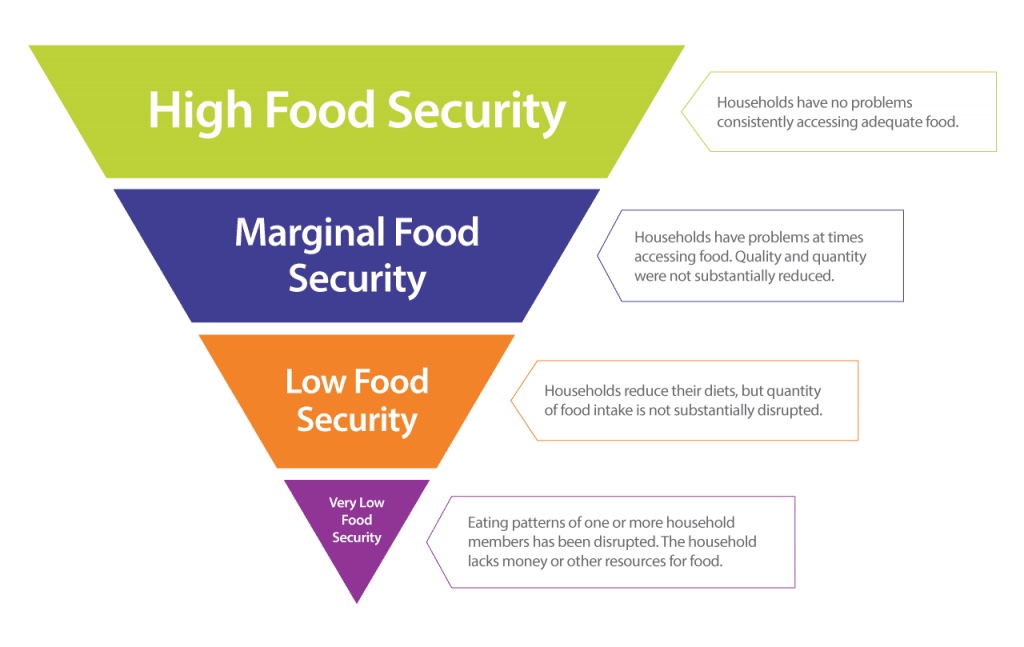 High Food Security
Households have no problems
consistently accessing adequate food.
Marginal Food
Security
Households have problems at times
accessing food. Quality and quantity
were not substantially reduced.
Low Food
Security
Households reduce their diets, but quantity
of food intake is not substantially disrupted.
Very Low
Food
Security
Eating patterns of one or more household
members has been disrupted. The household
lacks money or other resources for food.